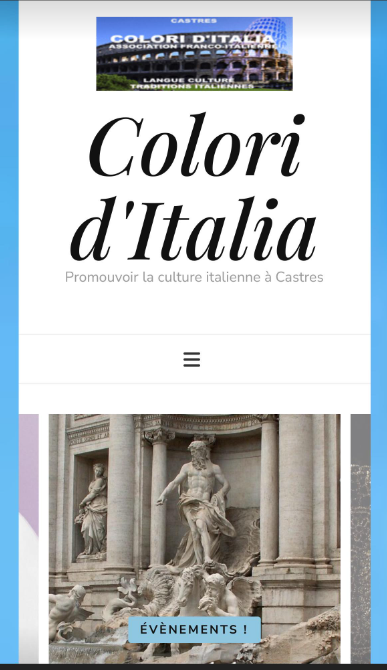 CASTRES
COLORI D'ITALIA
ASSOCIATION FRANCO-ITALIENNE
LANGUE CULTURE
TRADITIONS ITALIENNES
Colori
d'Italia
Promouvoir la culture italienne à Castres
ÉVÈNEMENTS !